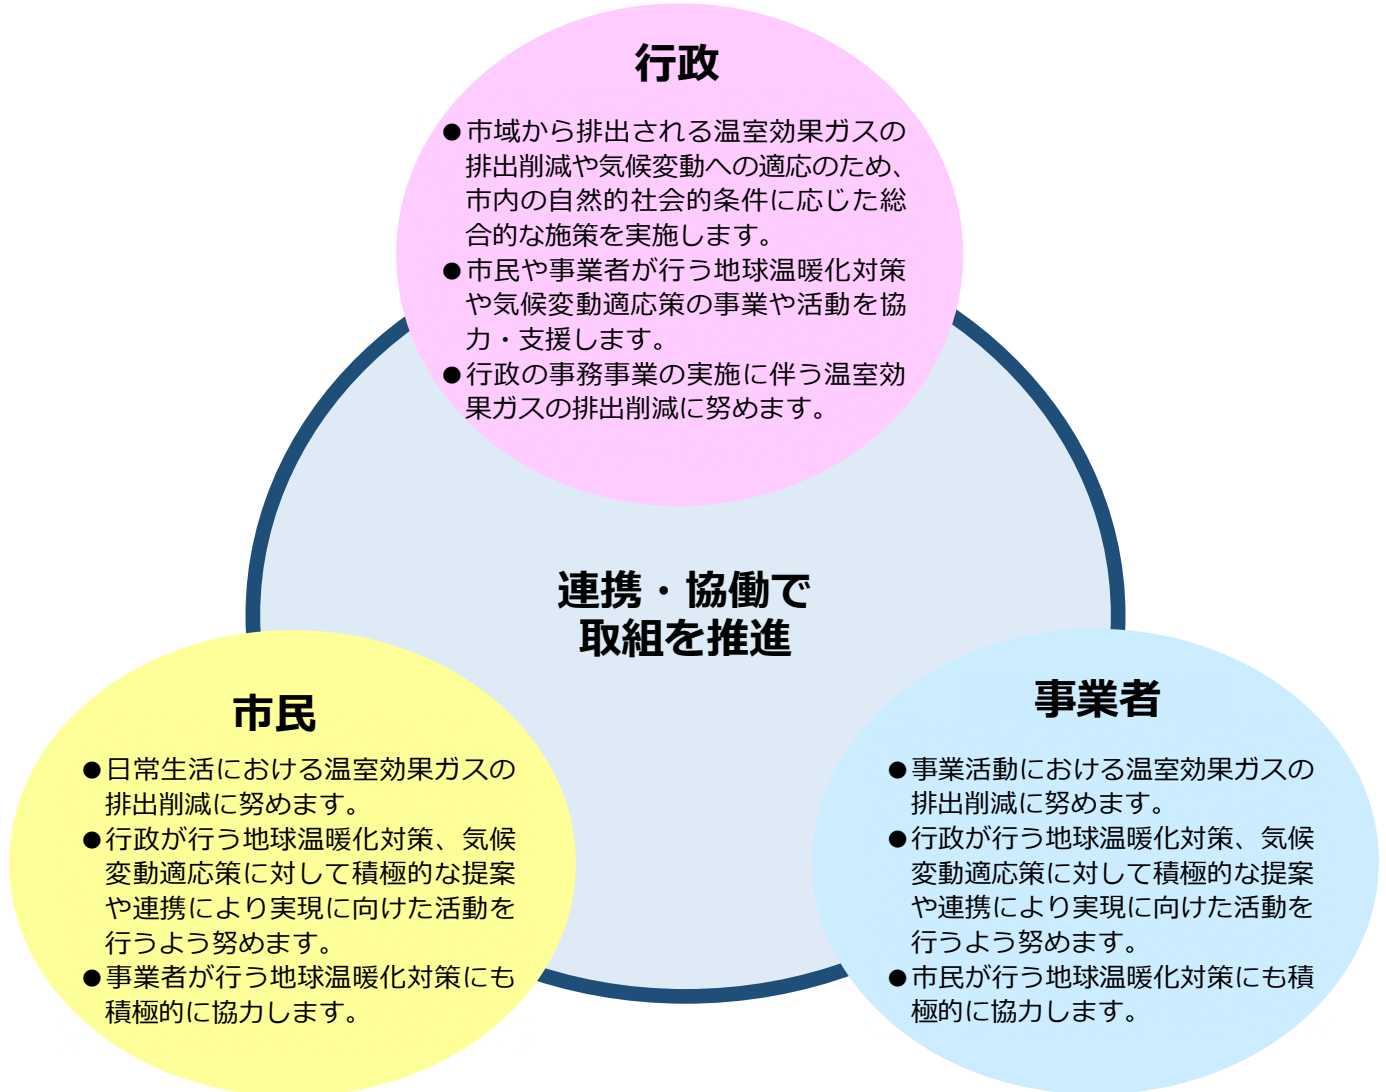 行政
●市域から排出される温室効果ガスの
排出削減や気候変動への適応のため、
市内の自然的社会的条件に応じた総
合的な施策を実施します。
●市民や事業者が行う地球温暖化対策
や気候変動適応策の事業や活動を協
力・支援します。
●行政の事務事業の実施に伴う温室効
果ガスの排出削減に努めます。
連携・協働で
取組を推進
市民
●日常生活における温室効果ガスの
排出削減に努めます。
●行政が行う地球温暖化対策、気候
変動適応策に対して積極的な提案
や連携により実現に向けた活動を
行うよう努めます。
●事業者が行う地球温暖化対策にも
積極的に協力します。
事業者
●事業活動における温室効果ガスの
排出削減に努めます。
●行政が行う地球温暖化対策、気候
変動適応策に対して積極的な提案
や連携により実現に向けた活動を
行うよう努めます。
●市民が行う地球温暖化対策にも積
極的に協力します。